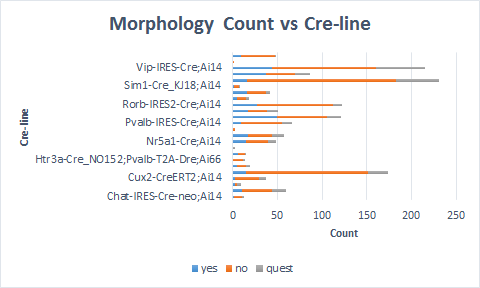 Morphology Count vs Cre-line
Vip-IRES-Cre;Ai14
Sim1-Cre_KJ18;Ai14
Rorb-IRES2-Cre;Ai14
Pvalb-IRES-Cre;Ai14
Nr5a1-Cre;Ai14
Htr3a-Cre_NO152;Pvalb-T2A-Dre;Ai66
Cux2-CreERT2;Ai14
Chat-IRES-Cre-neo;Ai14
Cre-line
0 50 100 150 200 250
Count
yes no quest